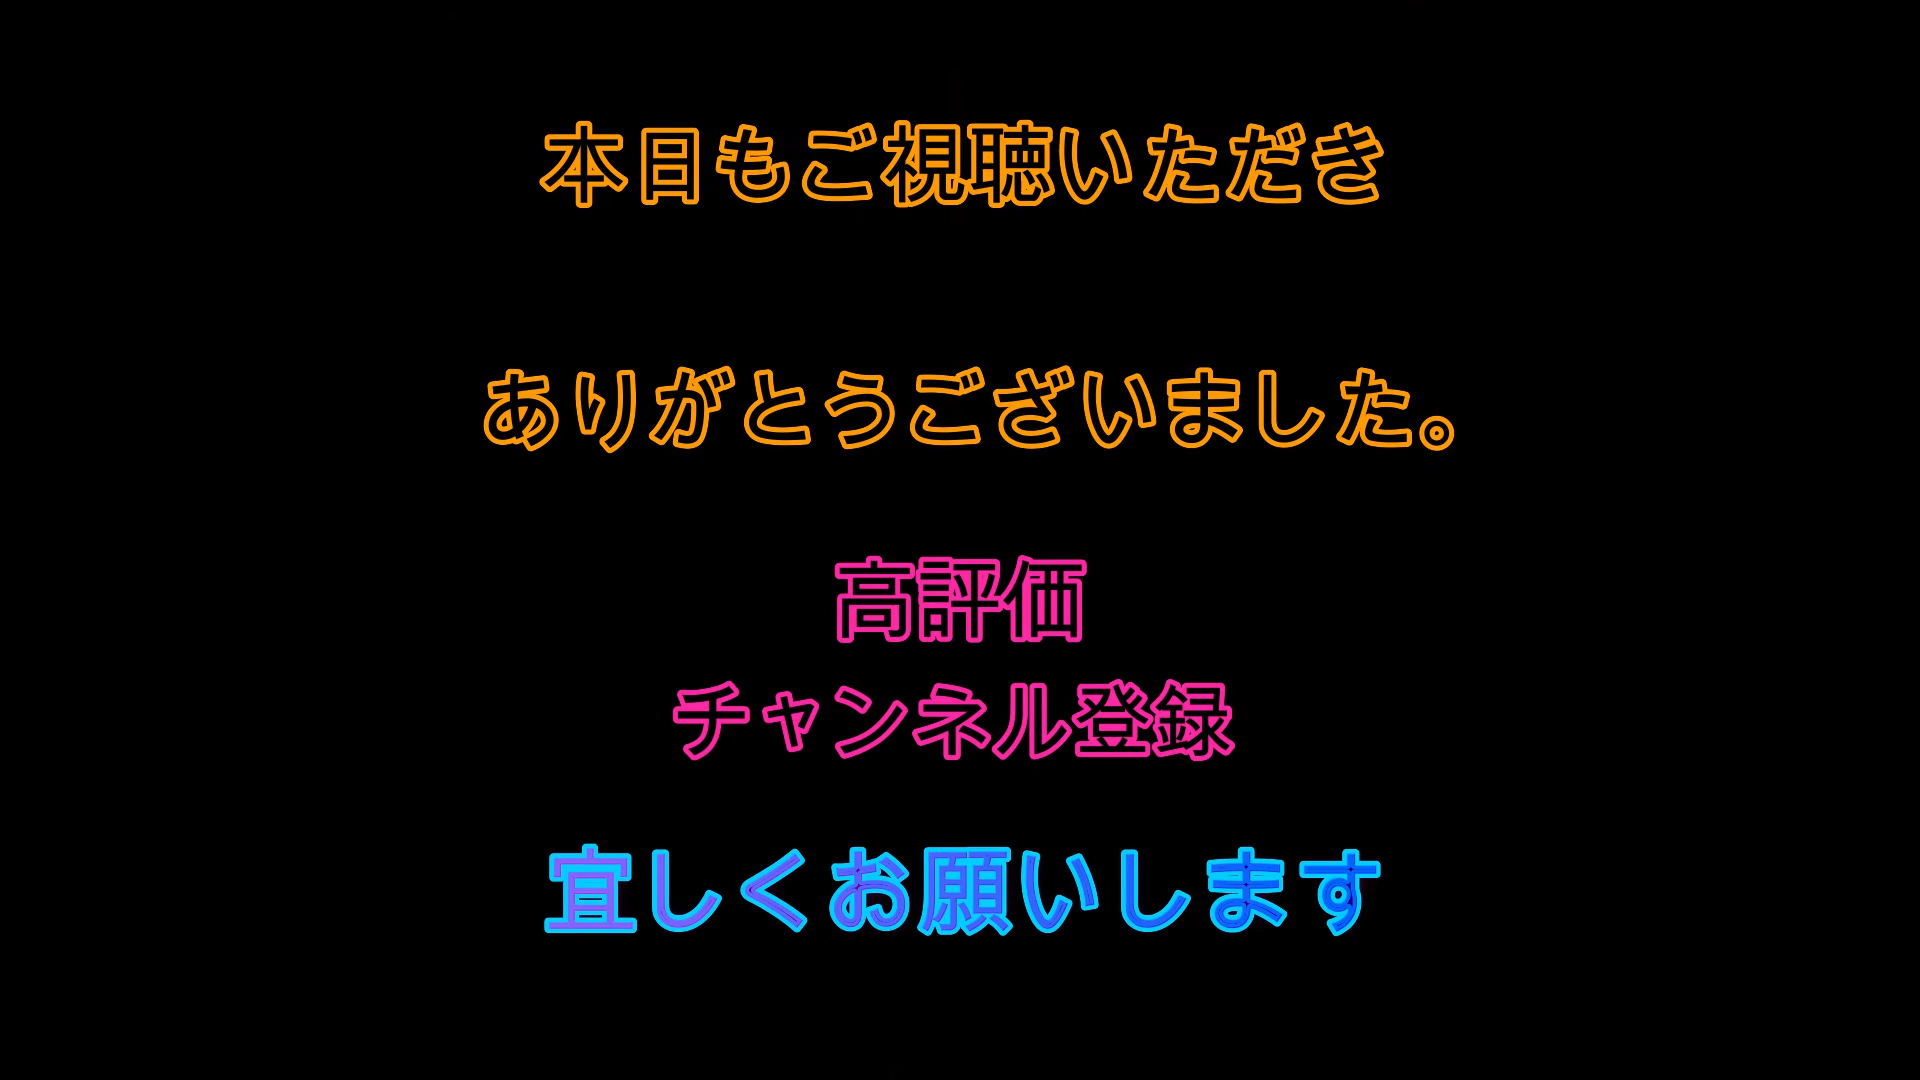 本日もご視聴いただき
ありがとうございました。
高評価
チャンネル登録
宜しくお願いします